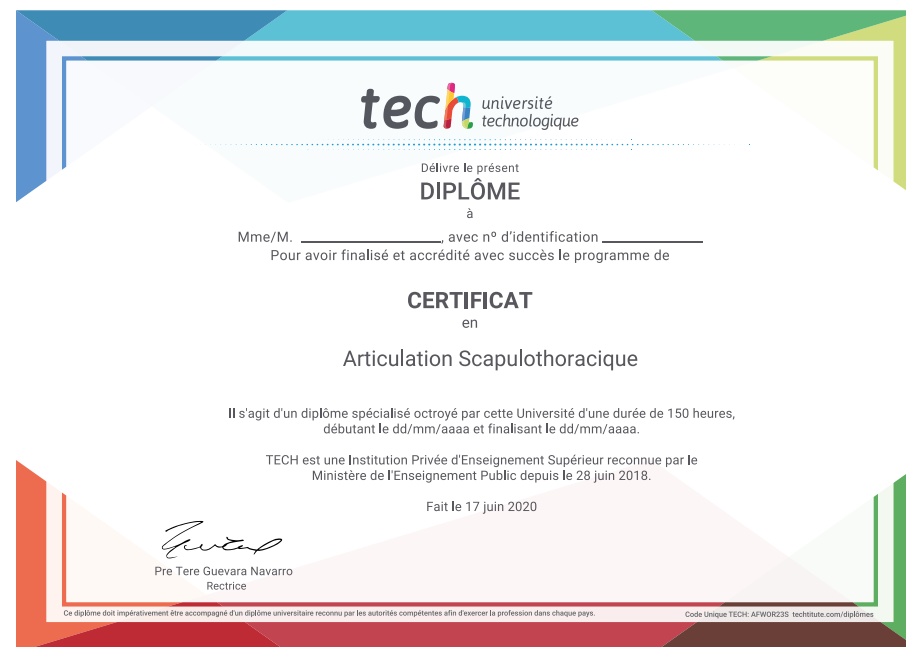 tech université
technologique
Délivre le présent
DIPLÔME
à
Mme/M. ____________________, avec nº d'identification ______________
Pour avoir finalisé et accrédité avec succès le programme de
CERTIFICAT
en
Articulation Scapulothoracique
Il s'agit d'un diplôme spécialisé octroyé par cette Université d'une durée de 150 heures,
débutant le dd/mm/aaaa et finalisant le dd/mm/aaaa.
TECH est une Institution Privée d'Enseignement Supérieur reconnue par le
Ministère de l'Enseignement Public depuis le 28 juin 2018.
Fait le 17 juin 2020
Pre Tere Guevara Navarro
Rectrice
Ce diplôme doit impérativement être accompagné d'un diplôme universitaire reconnu par les autorités compétentes afin d'exercer la profession dans chaque pays.
Code Unique TECH: AFWOR23S techtitute.com/diplômes